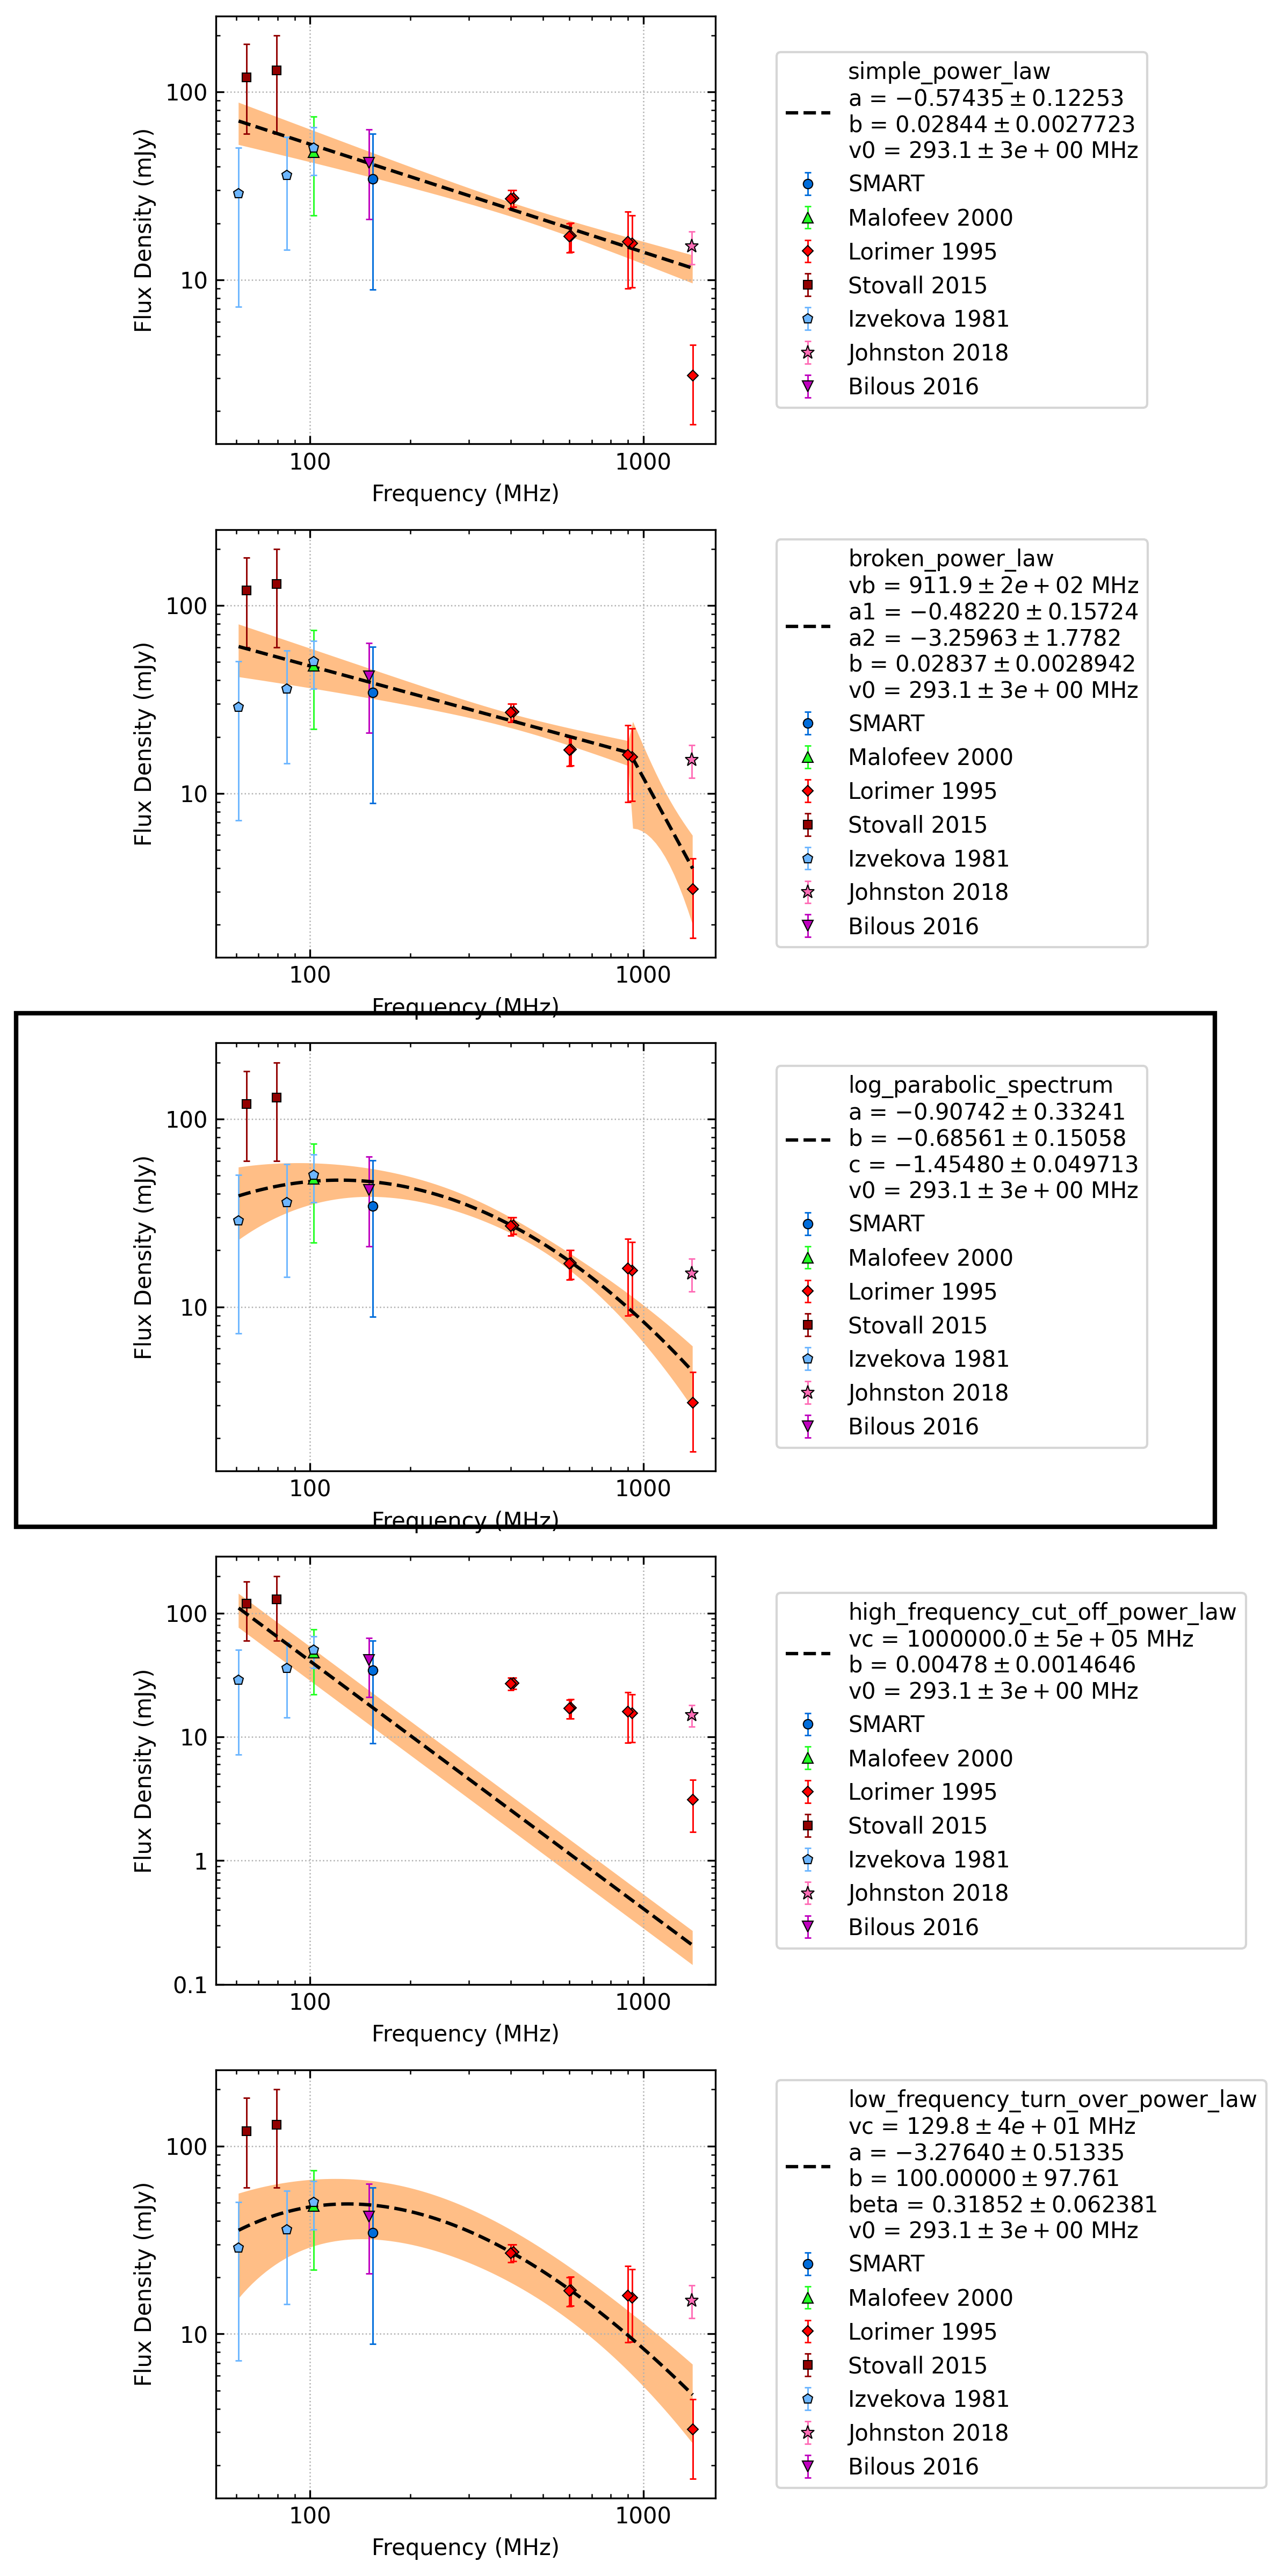 100
10
Flux Density (mJy)
100
1000
Frequency (MHz)
simple_power_law
a = −0.57435 ± 0.12253
b = 0.02844 ± 0.0027723
v0 = 293.1 ± 3e + 00 MHz
SMART
Malofeev 2000
Lorimer 1995
Stovall 2015
Izvekova 1981
Johnston 2018
Bilous 2016
100
10
Flux Density (mJy)
100
1000
Frequency (MHz)
broken_power_law
vb = 911.9 ± 2e + 02 MHz
a1 = −0.48220 ± 0.15724
a2 = −3.25963 ± 1.7782
b = 0.02837 ± 0.0028942
v0 = 293.1 ± 3e + 00 MHz
SMART
Malofeev 2000
Lorimer 1995
Stovall 2015
Izvekova 1981
Johnston 2018
Bilous 2016
100
10
Flux Density (mJy)
100
1000
Frequency (MHz)
log_parabolic_spectrum
a = −0.90742 ± 0.33241
b = −0.68561 ± 0.15058
c = −1.45480 ± 0.049713
v0 = 293.1 ± 3e + 00 MHz
SMART
Malofeev 2000
Lorimer 1995
Stovall 2015
Izvekova 1981
Johnston 2018
Bilous 2016
100
10
1
0.1
Flux Density (mJy)
100
1000
Frequency (MHz)
high_frequency_cut_off_power_law
vc = 1000000.0 ± 5e + 05 MHz
b = 0.00478 ± 0.0014646
v0 = 293.1 ± 3e + 00 MHz
SMART
Malofeev 2000
Lorimer 1995
Stovall 2015
Izvekova 1981
Johnston 2018
Bilous 2016
100
10
Flux Density (mJy)
100
1000
Frequency (MHz)
low_frequency_turn_over_power_law
vc = 129.8 ± 4e + 01 MHz
a = −3.27640 ± 0.51335
b = 100.00000 ± 97.761
beta = 0.31852 ± 0.062381
v0 = 293.1 ± 3e + 00 MHz
SMART
Malofeev 2000
Lorimer 1995
Stovall 2015
Izvekova 1981
Johnston 2018
Bilous 2016